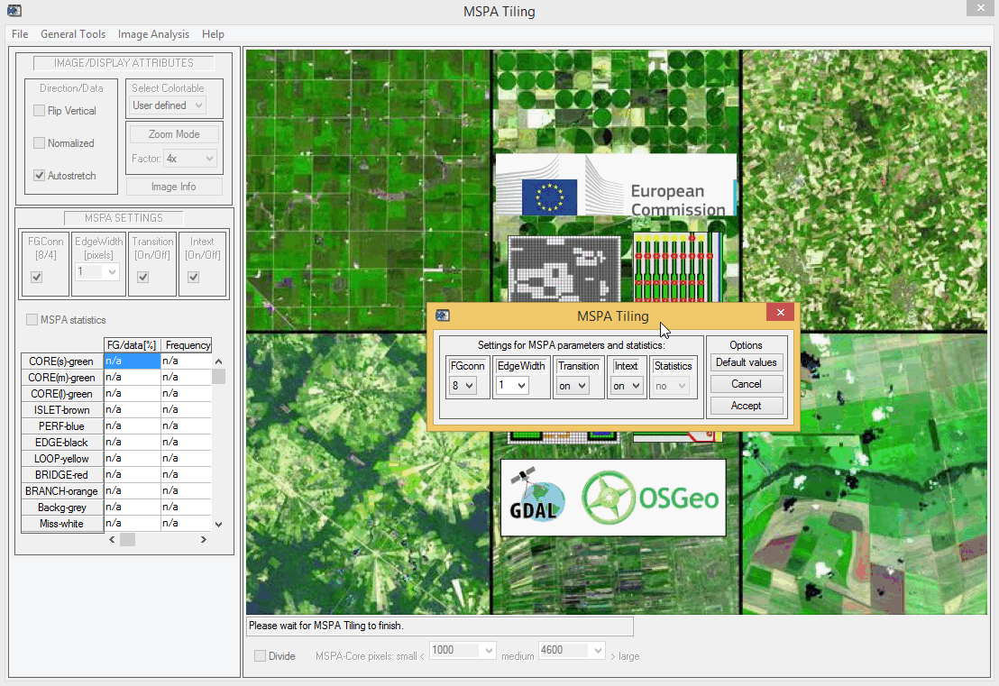 MSPA Tiling
File General Tools Image Analysis Help
IMAGE/DISPLAY ATTRIBUTES
Direction/Data
Flip Vertical
Normalized
Autostretch
Select Colortable
User defined
Zoom Mode
Factor: 4x
Image Info
MSPA SETTINGS
FGConn
[8/4]
EdgeWidth
[pixels]
1
Transition
[On/Off]
Intext
[On/Off]
MSPA statistics
FG/data[%] Frequency
CORE(s)-green n/a n/a
CORE(m)-green n/a n/a
CORE(l)-green n/a n/a
ISLET-brown n/a n/a
PERF-blue n/a n/a
EDGE-black n/a n/a
LOOP-yellow n/a n/a
BRIDGE-red n/a n/a
BRANCH-orange n/a n/a
Backg-grey n/a n/a
Miss-white n/a n/a
European
Commission
MSPA Tiling
Settings for MSPA parameters and statistics:
FGconn EdgeWidth Transition Intext Statistics
8 1 on on no
Options
Default values
Cancel
Accept
GDAL
OSGeo
Please wait for MSPA Tiling to finish.
Divide MSPA-Core pixels: small < 1000 medium 4600 > large